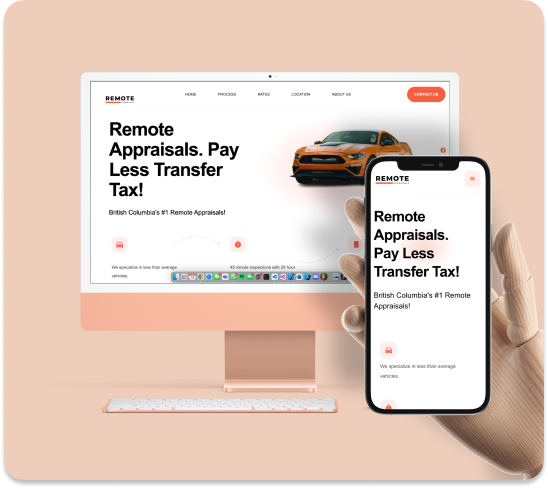 REMOTE
HOME PROCESS RATES LOCATION ABOUT US
CONTACT US
Remote
Appraisals. Pay
Less Transfer
Tax!
British Columbia's #1 Remote Appraisals!
We specialize in less than average
vehicles.
45 minute inspections with 24 hour
REMOTE
Remote
Appraisals.
Pay Less
Transfer Tax!
British Columbia's #1 Remote
Appraisals!
We specialize in less than average
vehicles.